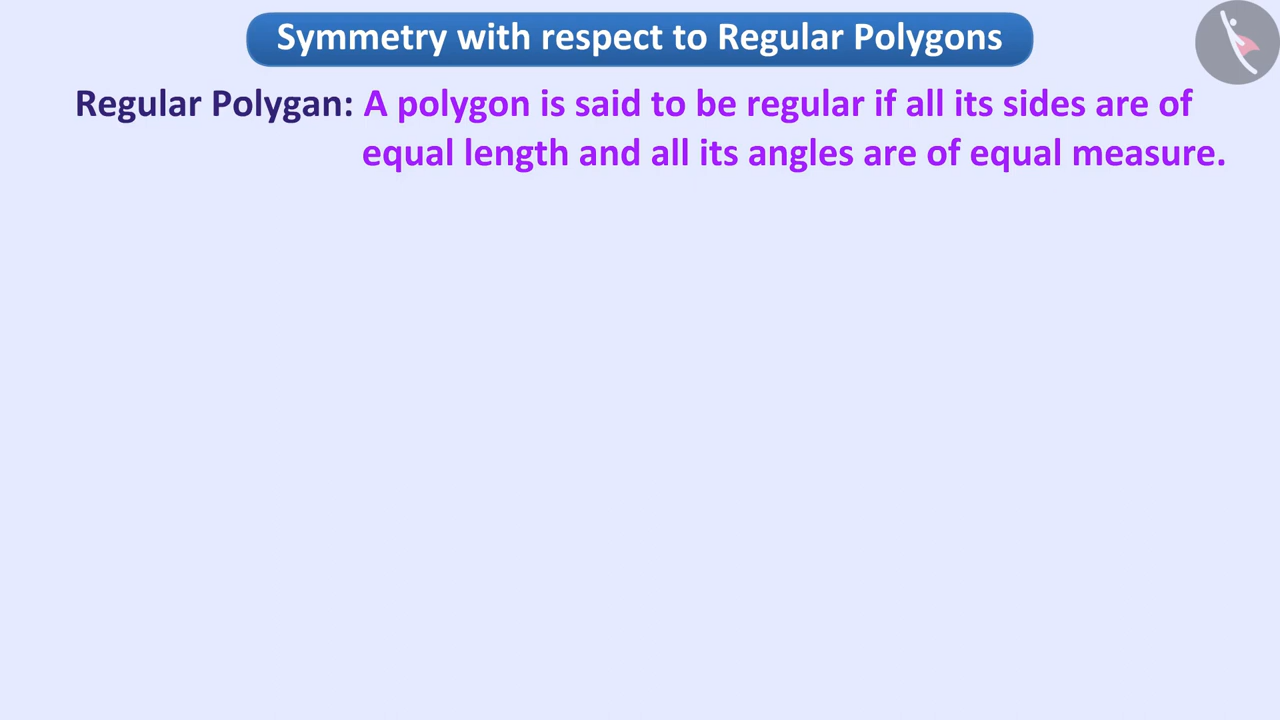 Symmetry with respect to Regular Polygons
Regular Polygan: A polygon is said to be regular if all its sides are of
equal length and all its angles are of equal measure.